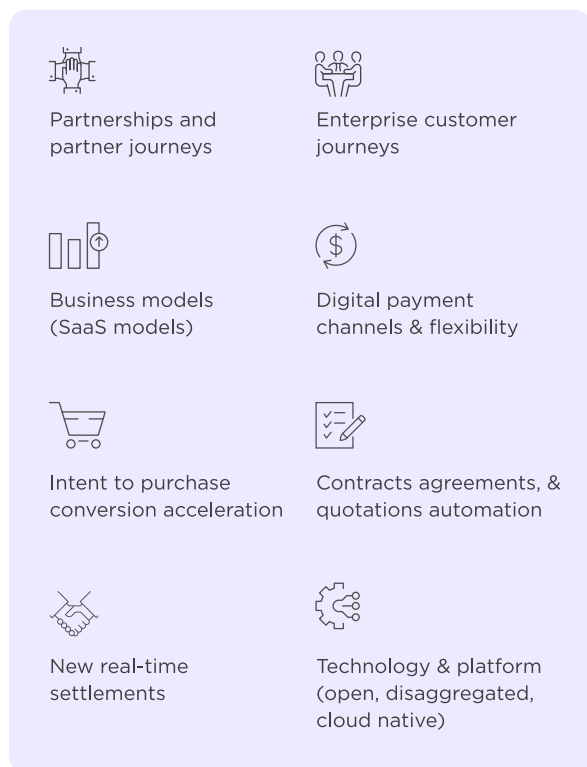 Partnerships and
partner journeys
Enterprise customer
journeys
Business models
(SaaS models)
Digital payment
channels & flexibility
Intent to purchase
conversion acceleration
Contracts agreements, &
quotations automation
New real-time
settlements
Technology & platform
(open, disaggregated,
cloud native)